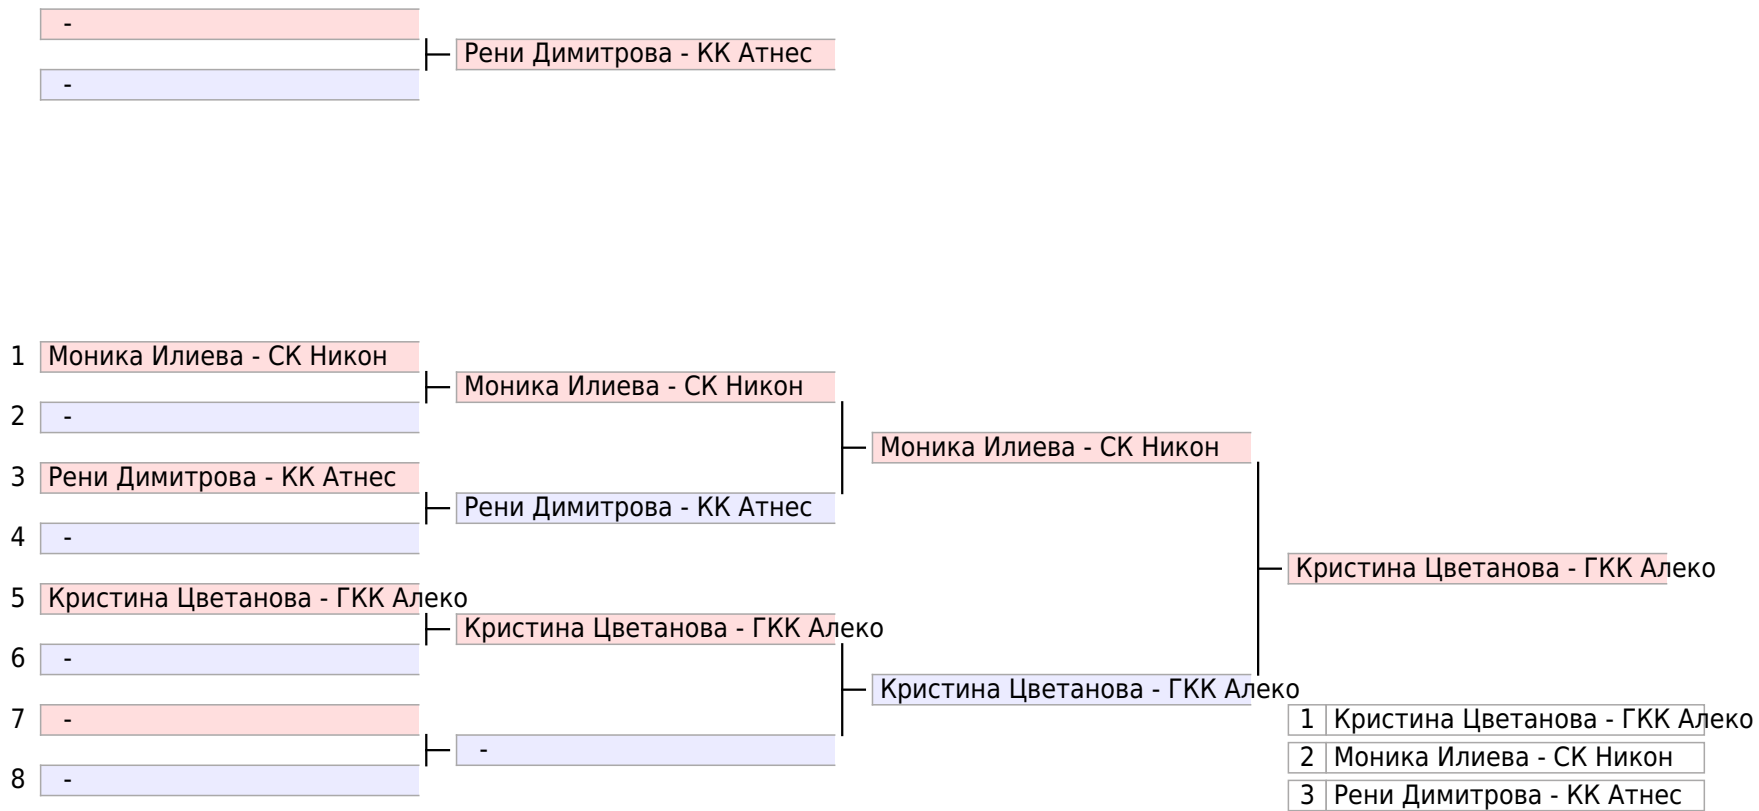 -
Рени Димитрова - КК Атнес
-
1 Моника Илиева - СК Никон
Моника Илиева - СК Никон
2 -
Моника Илиева - СК Никон
3 Рени Димитрова - КК Атнес
Рени Димитрова - КК Атнес
4 -
Кристина Цветанова - ГКК Алеко
5 Кристина Цветанова - ГКК Алеко
Кристина Цветанова - ГКК Алеко
6 -
Кристина Цветанова - ГКК Алеко
7 -
-
8 -
1 Кристина Цветанова - ГКК Алеко
2 Моника Илиева - СК Никон
3 Рени Димитрова - КК Атнес